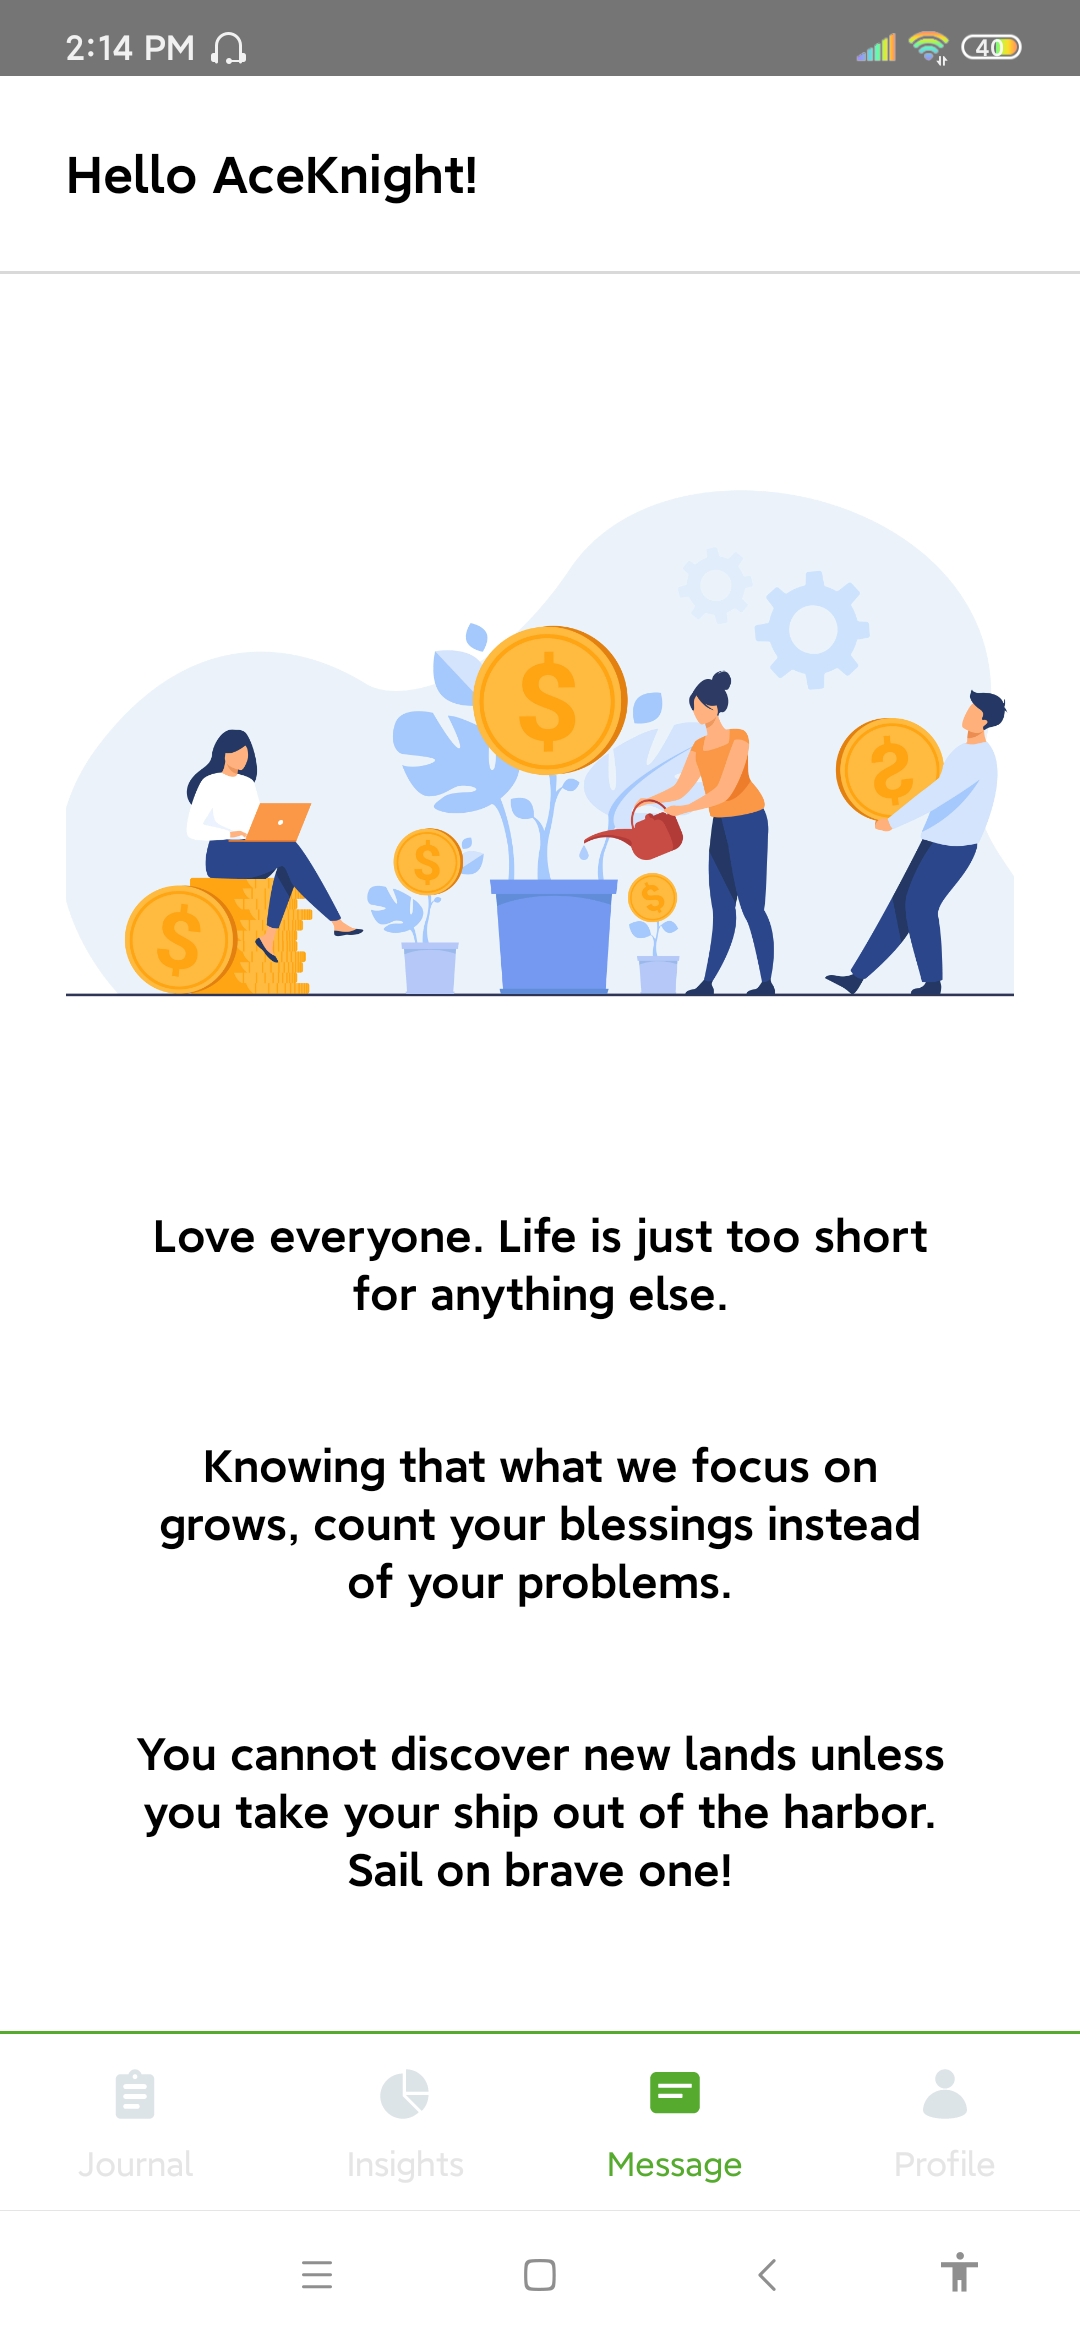 2:14 PM
40
Hello AceKnight!
$
$
$
$
$
Love everyone. Life is just too short
for anything else.
Knowing that what we focus on
grows, count your blessings instead
of your problems.
You cannot discover new lands unless
you take your ship out of the harbor.
Sail on brave one!
Journal
Insights
Message
Profile